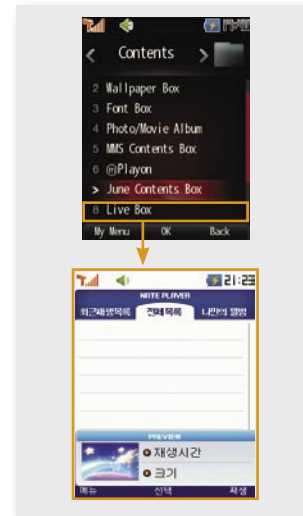 Contents
2 Wallpaper Box
3 Font Box
4 Photo/Movie Album
5 MMS Contents Box
6 ⓜPlayon
> June Contents Box
8 Live Box
My Menu OK Back
21:23
NATE PLAYER
최근재생목록 전체목록 나만의 앨범
PREVIEW
재생시간
크기
메뉴 선택 재생